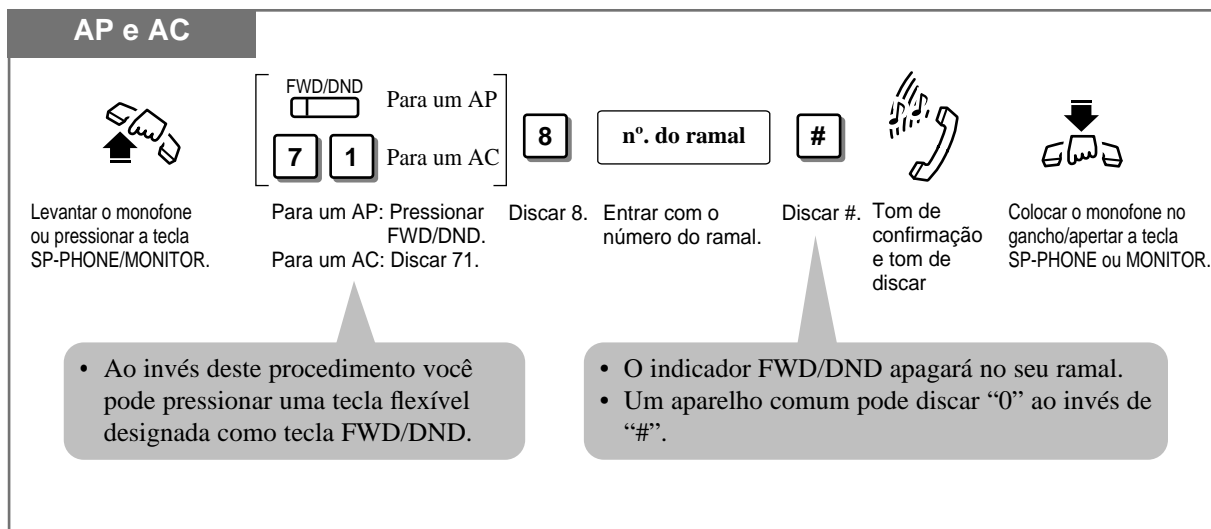 AP e AC
FWD/DND
Para um AP
7 1 Para um AC
8
nº. do ramal
#
Levantar o monofone
ou pressionar a tecla
SP-PHONE/MONITOR.
Para um AP: Pressionar
FWD/DND.
Para um AC: Discar 71.
Discar 8.
Entrar com o
número do ramal.
Discar #.
Tom de
confirmação
e tom de
discar
Colocar o monofone no
gancho/apertar a tecla
SP-PHONE ou MONITOR.
• Ao invés deste procedimento você
pode pressionar uma tecla flexível
designada como tecla FWD/DND.
• O indicador FWD/DND apagará no seu ramal.
• Um aparelho comum pode discar “0” ao invés de
“#”.